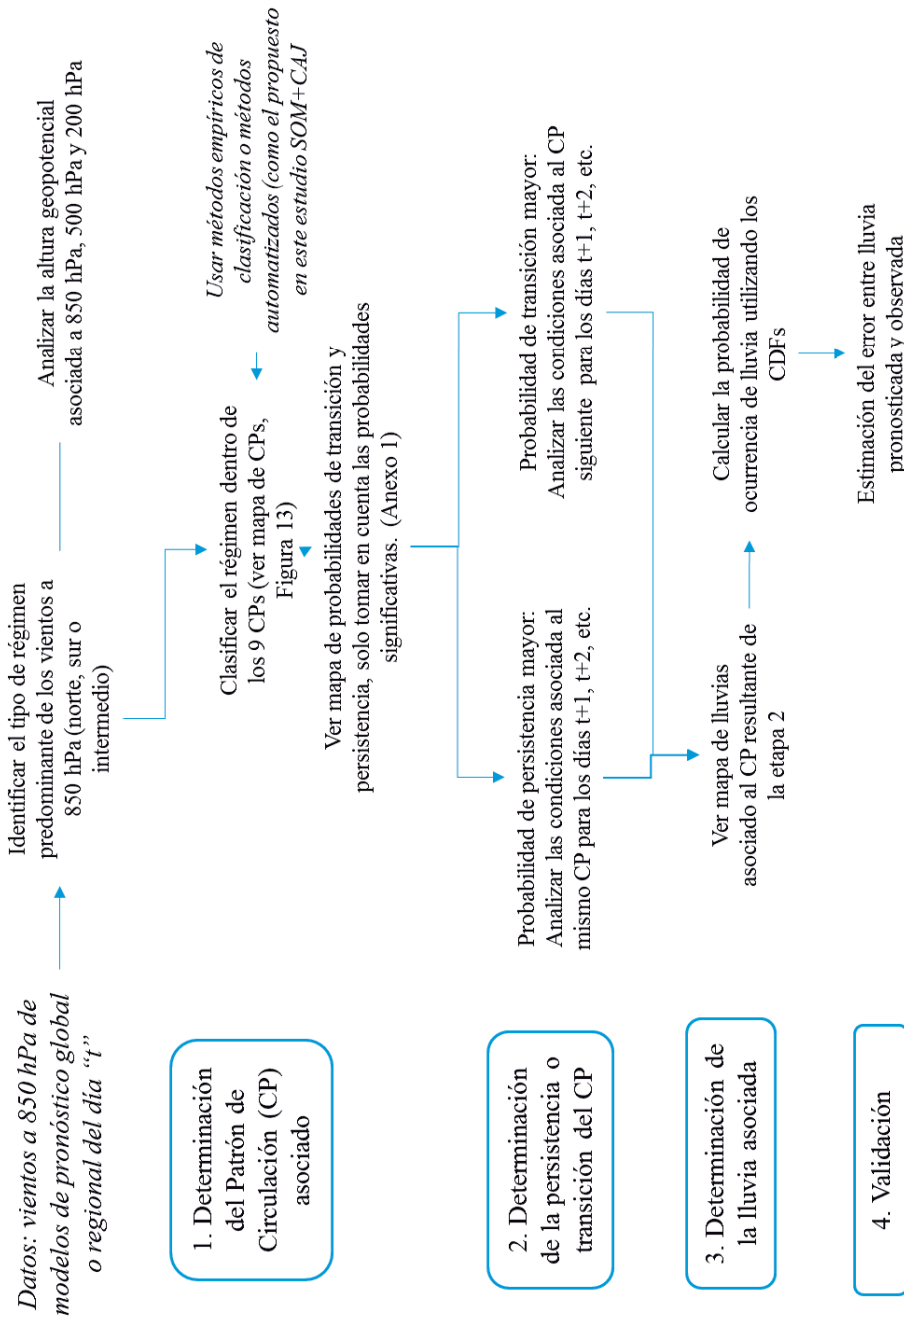 Datos: vientos a 850 hPa de
modelos de pronóstico global
o regional del día “t”
Identificar el tipo de régimen
predominante de los vientos a
850 hPa (norte, sur o
intermedio)
Analizar la altura geopotencial
asociada a 850 hPa, 500 hPa y 200 hPa
1. Determinación
del Patrón de
Circulación (CP)
asociado
Clasificar el régimen dentro de
los 9 CPs (ver mapa de CPs,
Figura 13)
Usar métodos empíricos de
clasificación o métodos
automatizados (como el propuesto
en este estudio SOM+CAJ
Ver mapa de probabilidades de transición y
persistencia, solo tomar en cuenta las probabilidades
significativas. (Anexo 1)
2. Determinación
de la persistencia o
transición del CP
Probabilidad de persistencia mayor:
Analizar las condiciones asociada al
mismo CP para los días t+1, t+2, etc.
Probabilidad de transición mayor:
Analizar las condiciones asociada al CP
siguiente para los días t+1, t+2, etc.
3. Determinación de
la lluvia asociada
Ver mapa de lluvias
asociado al CP resultante de
la etapa 2
Calcular la probabilidad de
ocurrencia de lluvia utilizando los
CDFs
4. Validación
Estimación del error entre lluvia
pronosticada y observada